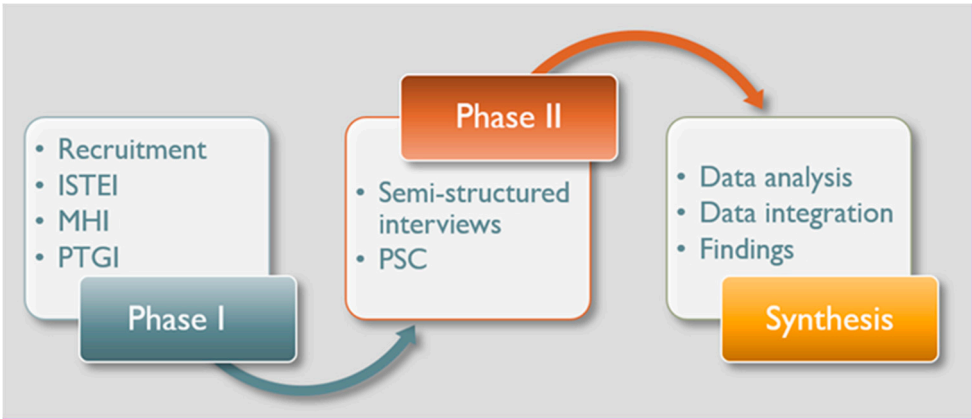 • Recruitment
• ISTEI
• MHI
• PTGI
Phase I
Phase II
• Semi-structured
interviews
• PSC
• Data analysis
• Data integration
• Findings
Synthesis